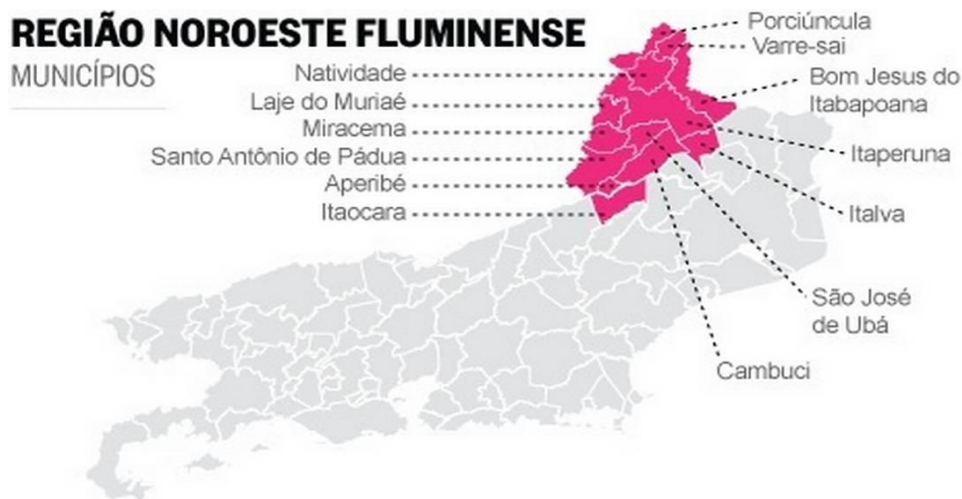 REGIÃO NOROESTE FLUMINENSE
MUNICÍPIOS
Natividade
Laje do Muriaé
Miracema
Santo Antônio de Pádua
Aperibé
Itaocara
Porciúncula
Varre-sai
Bom Jesus do
Itabapoana
Itaperuna
Italva
São José
de Ubá
Cambuci